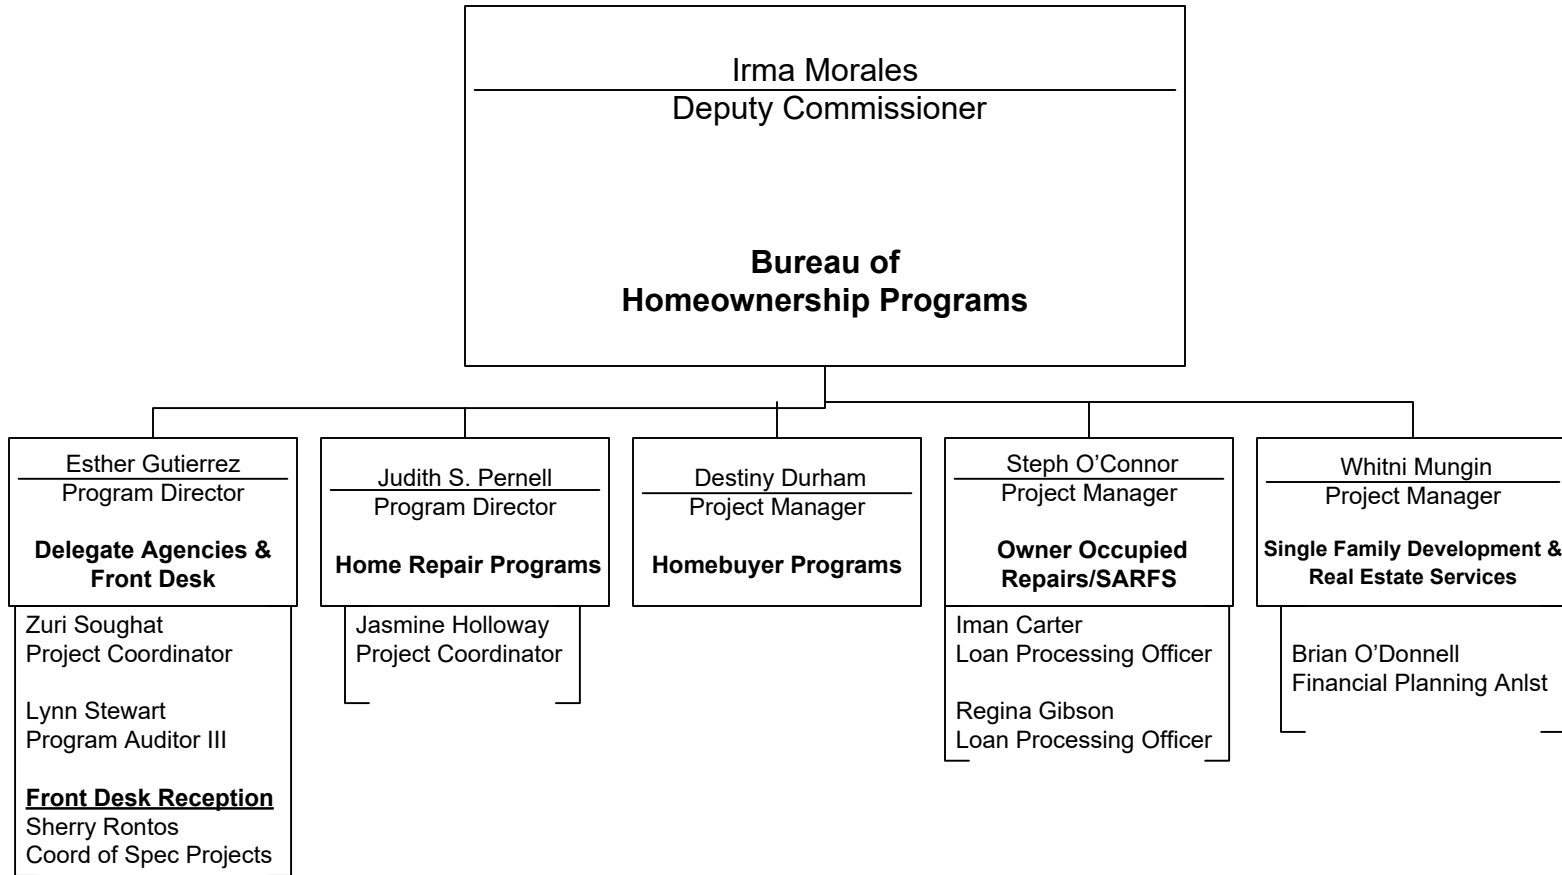 Irma Morales
Deputy Commissioner
Bureau of
Homeownership Programs
Esther Gutierrez
Program Director
Delegate Agencies &
Front Desk
Zuri Soughat
Project Coordinator
Lynn Stewart
Program Auditor III
Front Desk Reception
Sherry Rontos
Coord of Spec Projects
Judith S. Pernell
Program Director
Home Repair Programs
Jasmine Holloway
Project Coordinator
Destiny Durham
Project Manager
Homebuyer Programs
Steph O’Connor
Project Manager
Owner Occupied
Repairs/SARFS
Iman Carter
Loan Processing Officer
Regina Gibson
Loan Processing Officer
Whitni Mungin
Project Manager
Single Family Development &
Real Estate Services
Brian O’Donnell
Financial Planning Anlst